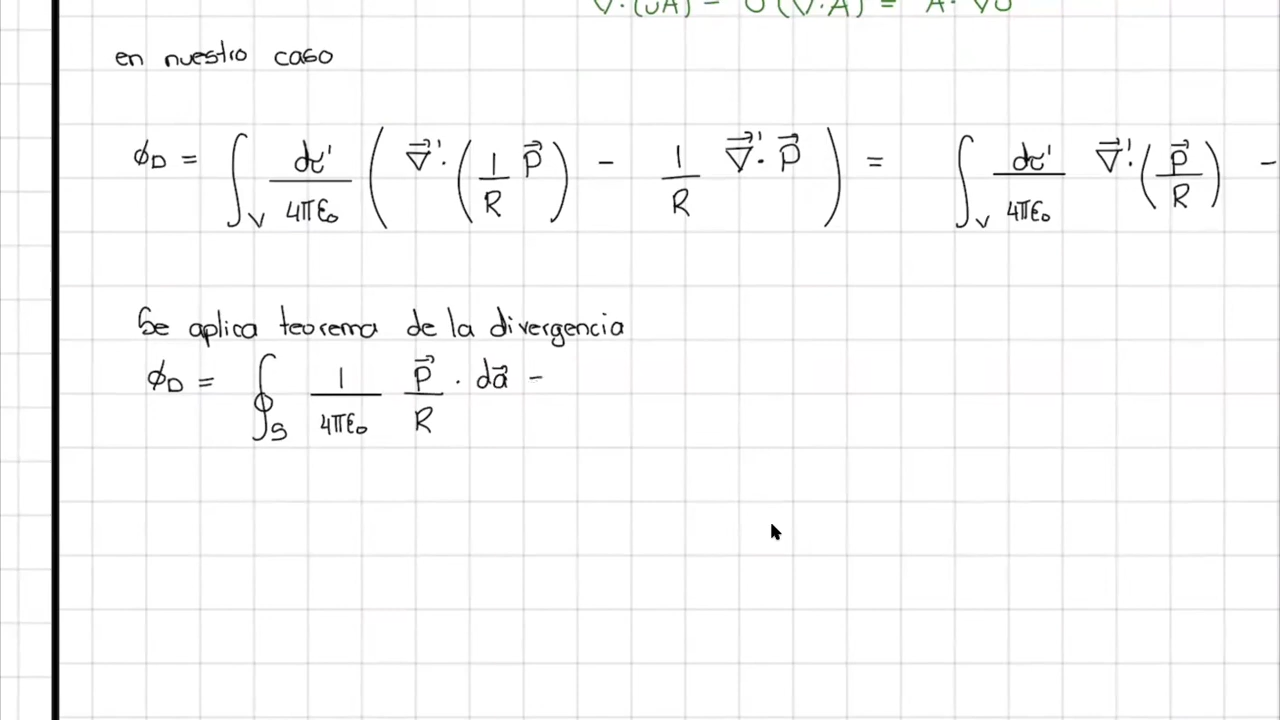 ∇·(UA) - U(∇·A) = A·∇U
en nuestro caso
ϕ_D = ∫_V dτ'/4πε₀ ( ∇⃗'·( 1/R P⃗ ) - 1/R ∇⃗'·P⃗ ) = ∫_V dτ'/4πε₀ ∇⃗'·( P⃗/R ) -
Se aplica teorema de la divergencia
ϕ_D = ∮_S 1/4πε₀ P⃗/R · da⃗ -